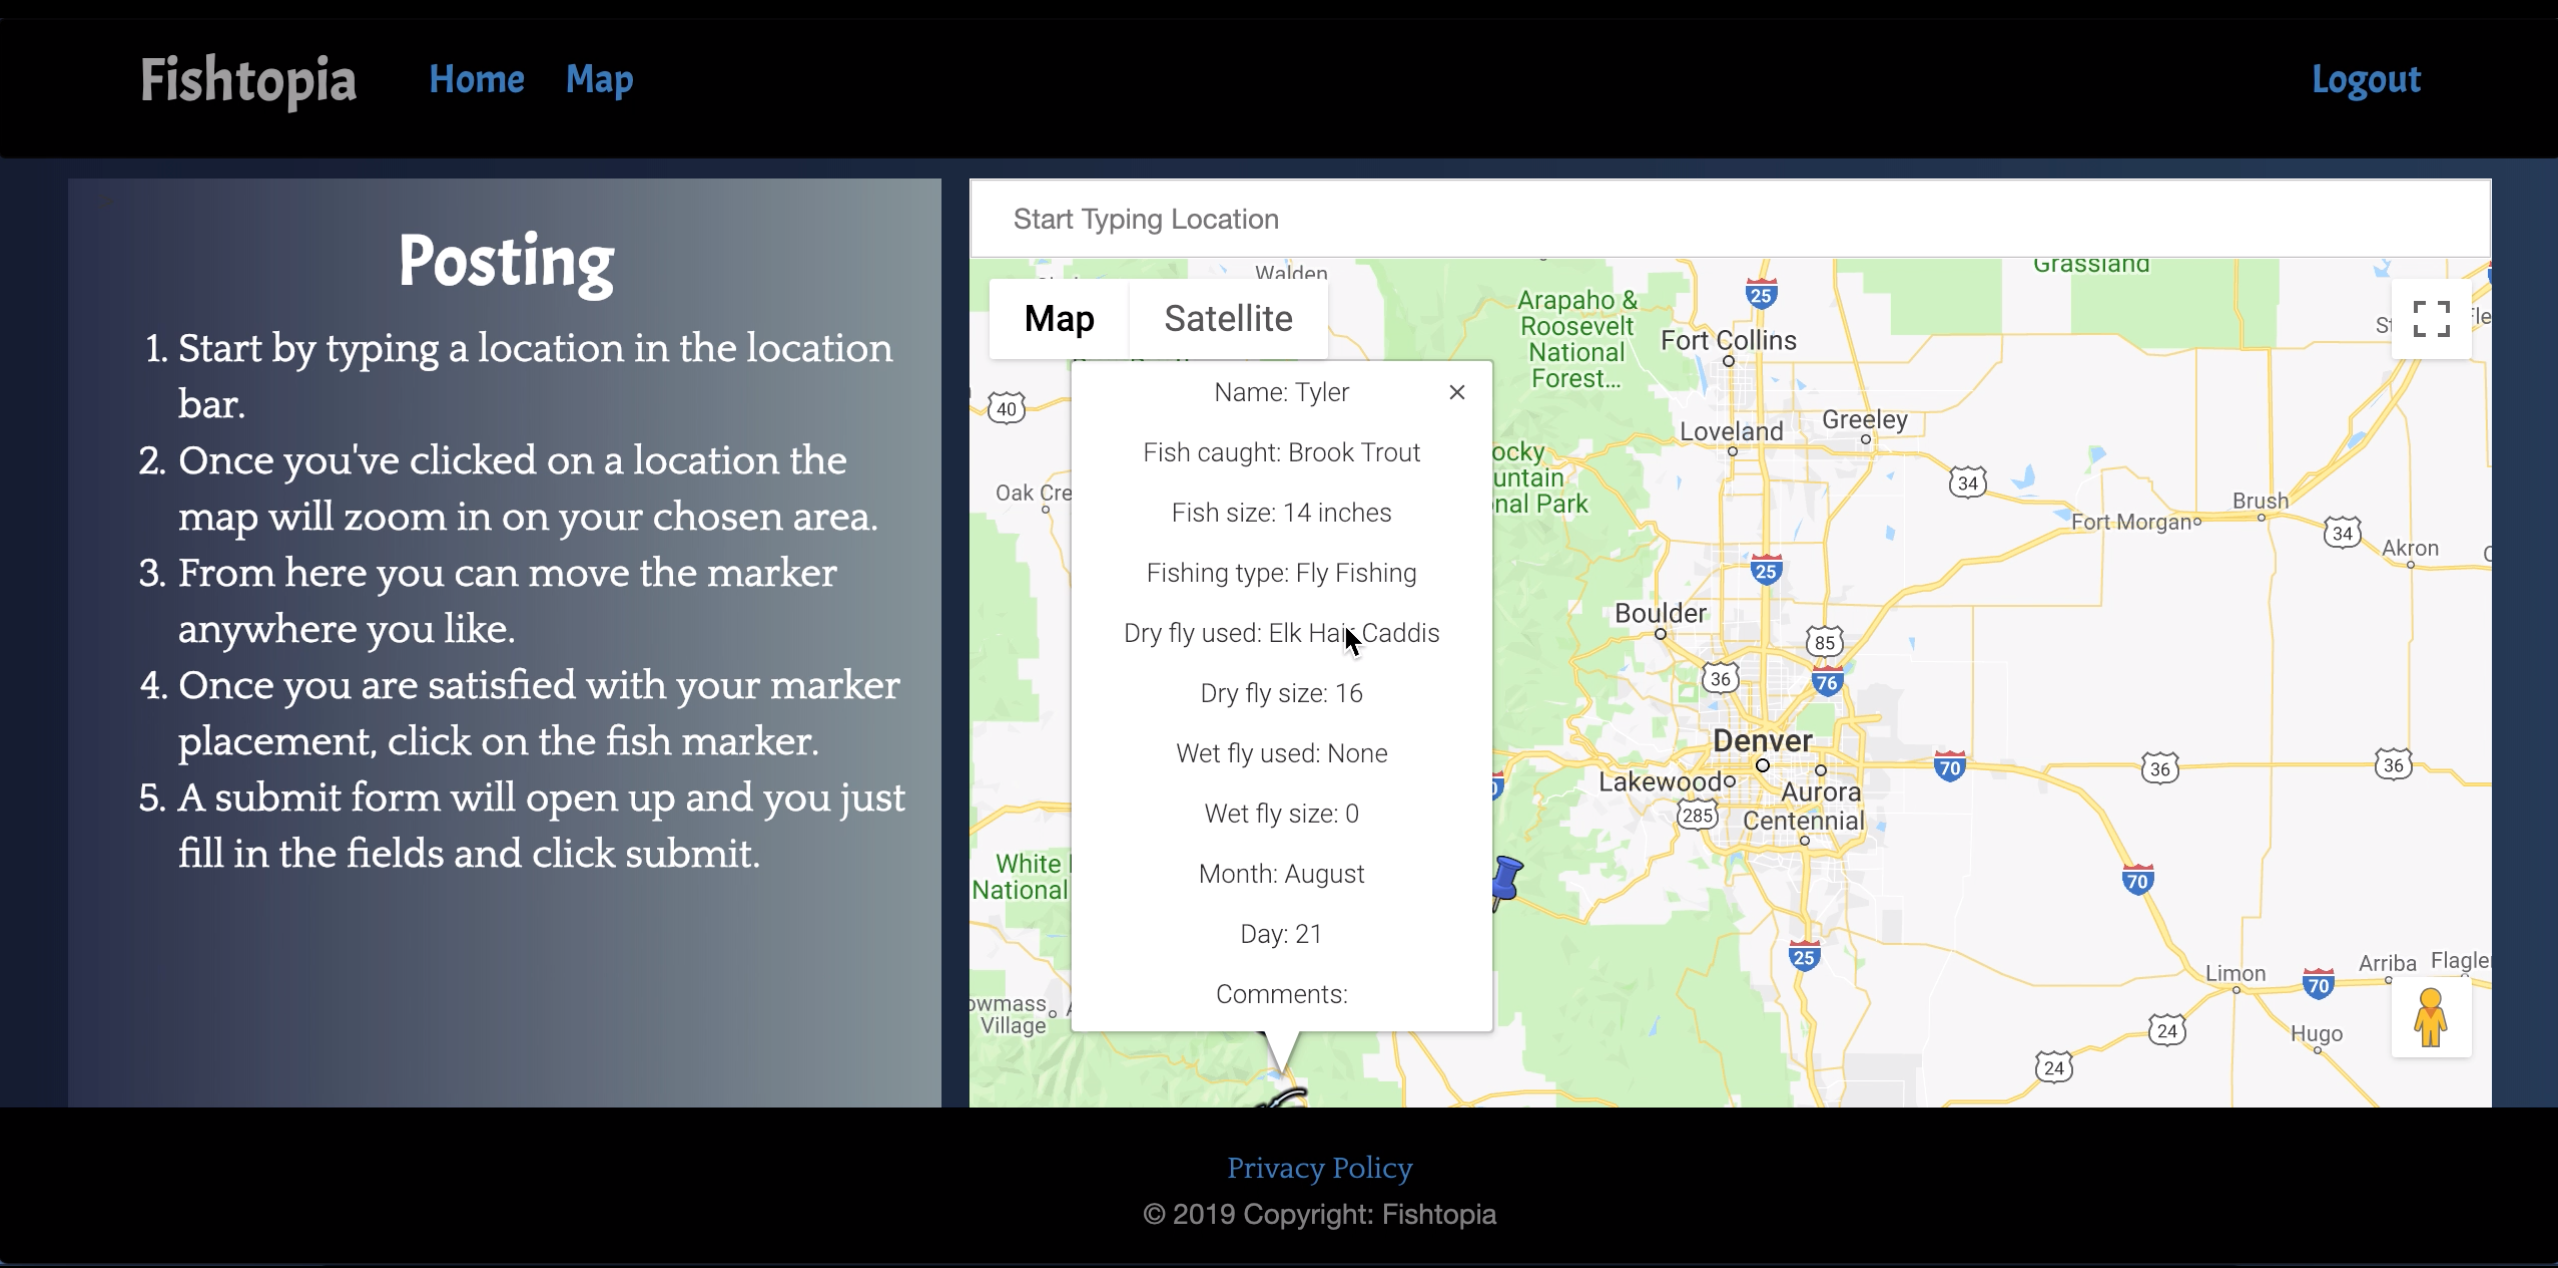 Fishtopia
Home
Map
Logout
Posting
1. Start by typing a location in the location
bar.
2. Once you've clicked on a location the
map will zoom in on your chosen area.
3. From here you can move the marker
anywhere you like.
4. Once you are satisfied with your marker
placement, click on the fish marker.
5. A submit form will open up and you just
fill in the fields and click submit.
Start Typing Location
Map
Satellite
Name: Tyler
Fish caught: Brook Trout
Fish size: 14 inches
Fishing type: Fly Fishing
Dry fly used: Elk Hair Caddis
Dry fly size: 16
Wet fly used: None
Wet fly size: 0
Month: August
Day: 21
Comments:
Walden
Grassland
Arapaho &
Roosevelt
National
Forest...
25
Fort Collins
40
Greeley
Loveland
ocky
untain
nal Park
Oak Cre
34
Brush
Fort Morgan
34
Akron
25
Boulder
85
36
76
Denver
Lakewood
70
36
36
Aurora
285
Centennial
White
National
70
25
Limon
70
Arriba
Flagle
owmass
Village
24
Hugo
24
Privacy Policy
© 2019 Copyright: Fishtopia